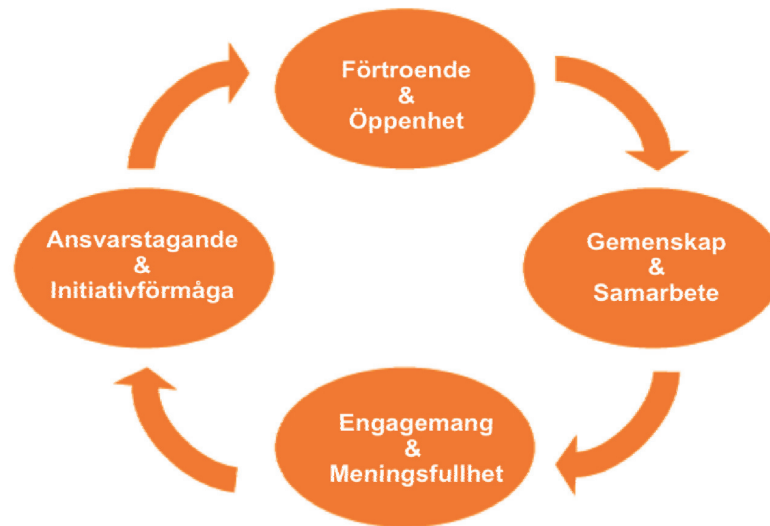 Förtroende
&
Öppenhet
Gemenskap
&
Samarbete
Engagemang
&
Meningsfullhet
Ansvarstagande
&
Initiativförmåga